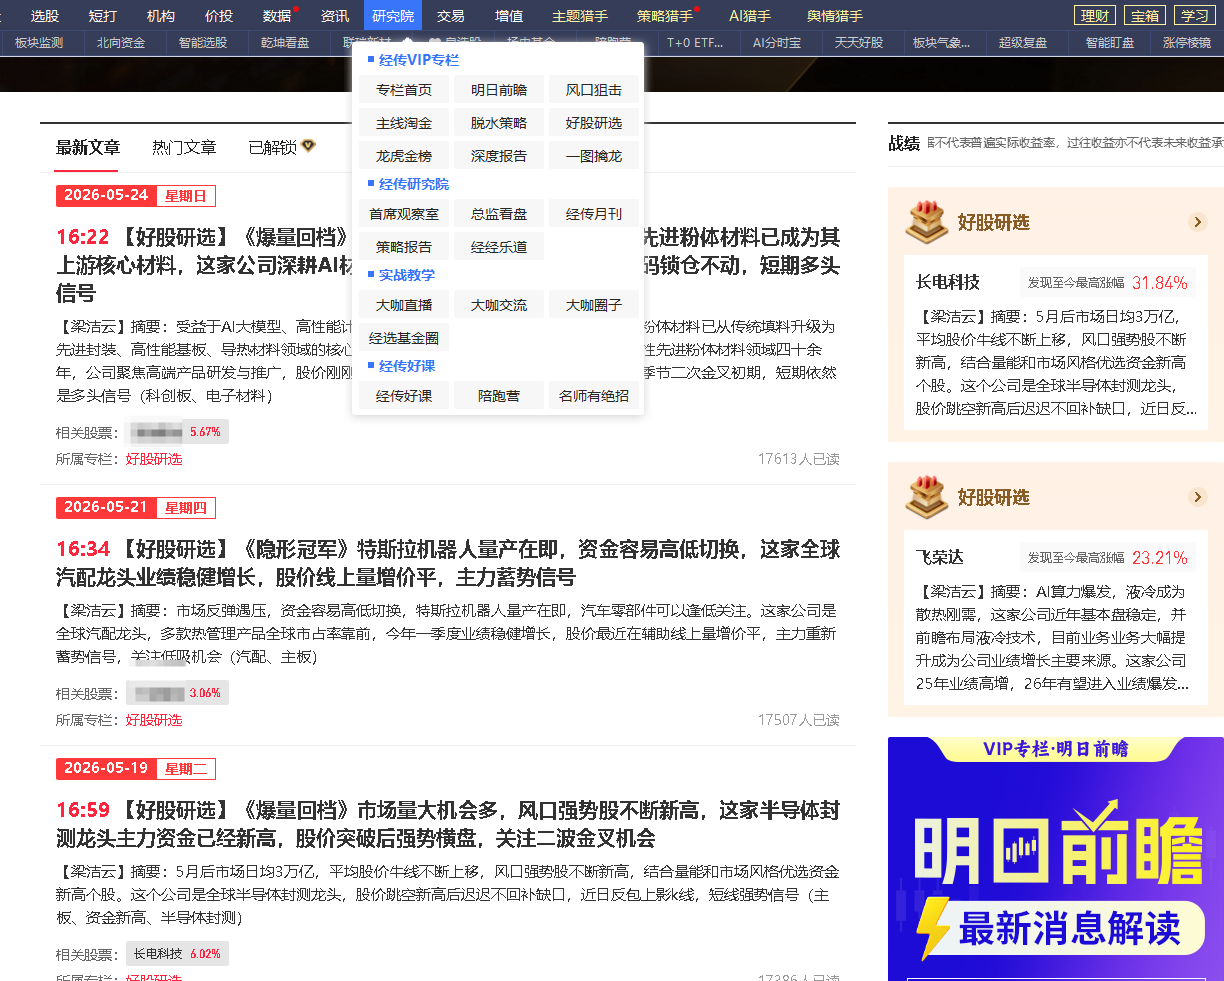 选股 短打 机构 价投 数据 资讯 研究院 交易 增值 主题猎手 策略猎手 AI猎手 舆情猎手 理财 宝箱 学习
板块监测 北向资金 智能选股 乾坤看盘 T+0 ETF... AI分时宝 天天好股 板块气象... 超级复盘 智能盯盘 涨停棱镜
经传VIP专栏
专栏首页 明日前瞻 风口狙击
主线淘金 脱水策略 好股研选
龙虎金榜 深度报告 一图擒龙
经传研究院
首席观察室 总监看盘 经传月刊
策略报告 经经乐道
实战教学
大咖直播 大咖交流 大咖圈子
经选基金圈
经传好课
经传好课 陪跑营 名师有绝招
最新文章 热门文章 已解锁
2026-05-24 星期日
16:22 【好股研选】《爆量回档》 先进粉体材料已成为其
上游核心材料，这家公司深耕AI材 码锁仓不动，短期多头
信号
【梁洁云】摘要：受益于AI大模型、高性能计 粉体材料已从传统填料升级为
先进封装、高性能基板、导热材料领域的核心 性先进粉体材料领域四十余
年，公司聚焦高端产品研发与推广，股价刚刚 季节二次金叉初期，短期依然
是多头信号（科创板、电子材料）
相关股票： 5.67%
所属专栏：好股研选 17613人已读
2026-05-21 星期四
16:34 【好股研选】《隐形冠军》特斯拉机器人量产在即，资金容易高低切换，这家全球
汽配龙头业绩稳健增长，股价线上量增价平，主力蓄势信号
【梁洁云】摘要：市场反弹遇压，资金容易高低切换，特斯拉机器人量产在即，汽车零部件可以逢低关注。这家公司是
全球汽配龙头，多款热管理产品全球市占率靠前，今年一季度业绩稳健增长，股价最近在辅助线上量增价平，主力重新
蓄势信号，关注低吸机会（汽配、主板）
相关股票： 3.06%
所属专栏：好股研选 17507人已读
2026-05-19 星期二
16:59 【好股研选】《爆量回档》市场量大机会多，风口强势股不断新高，这家半导体封
测龙头主力资金已经新高，股价突破后强势横盘，关注二波金叉机会
【梁洁云】摘要：5月后市场日均3万亿，平均股价牛线不断上移，风口强势股不断新高，结合量能和市场风格优选资金
新高个股。这个公司是全球半导体封测龙头，股价跳空新高后迟迟不回补缺口，近日反包上影k线，短线强势信号（主
板、资金新高、半导体封测）
相关股票：长电科技 6.02%
所属专栏：好股研选 17386人已读
战绩 不代表普遍实际收益率，过往收益亦不代表未来收益承
好股研选
长电科技 发现至今最高涨幅 31.84%
【梁洁云】摘要：5月后市场日均3万亿，
平均股价牛线不断上移，风口强势股不断
新高，结合量能和市场风格优选资金新高
个股。这个公司是全球半导体封测龙头，
股价跳空新高后迟迟不回补缺口，近日反...
好股研选
飞荣达 发现至今最高涨幅 23.21%
【梁洁云】摘要：AI算力爆发，液冷成为
散热刚需，这家公司近年基本盘稳定，并
前瞻布局液冷技术，目前业务业务大幅提
升成为公司业绩增长主要来源。这家公司
25年业绩高增，26年有望进入业绩爆发...
VIP专栏·明日前瞻
明日前瞻
最新消息解读